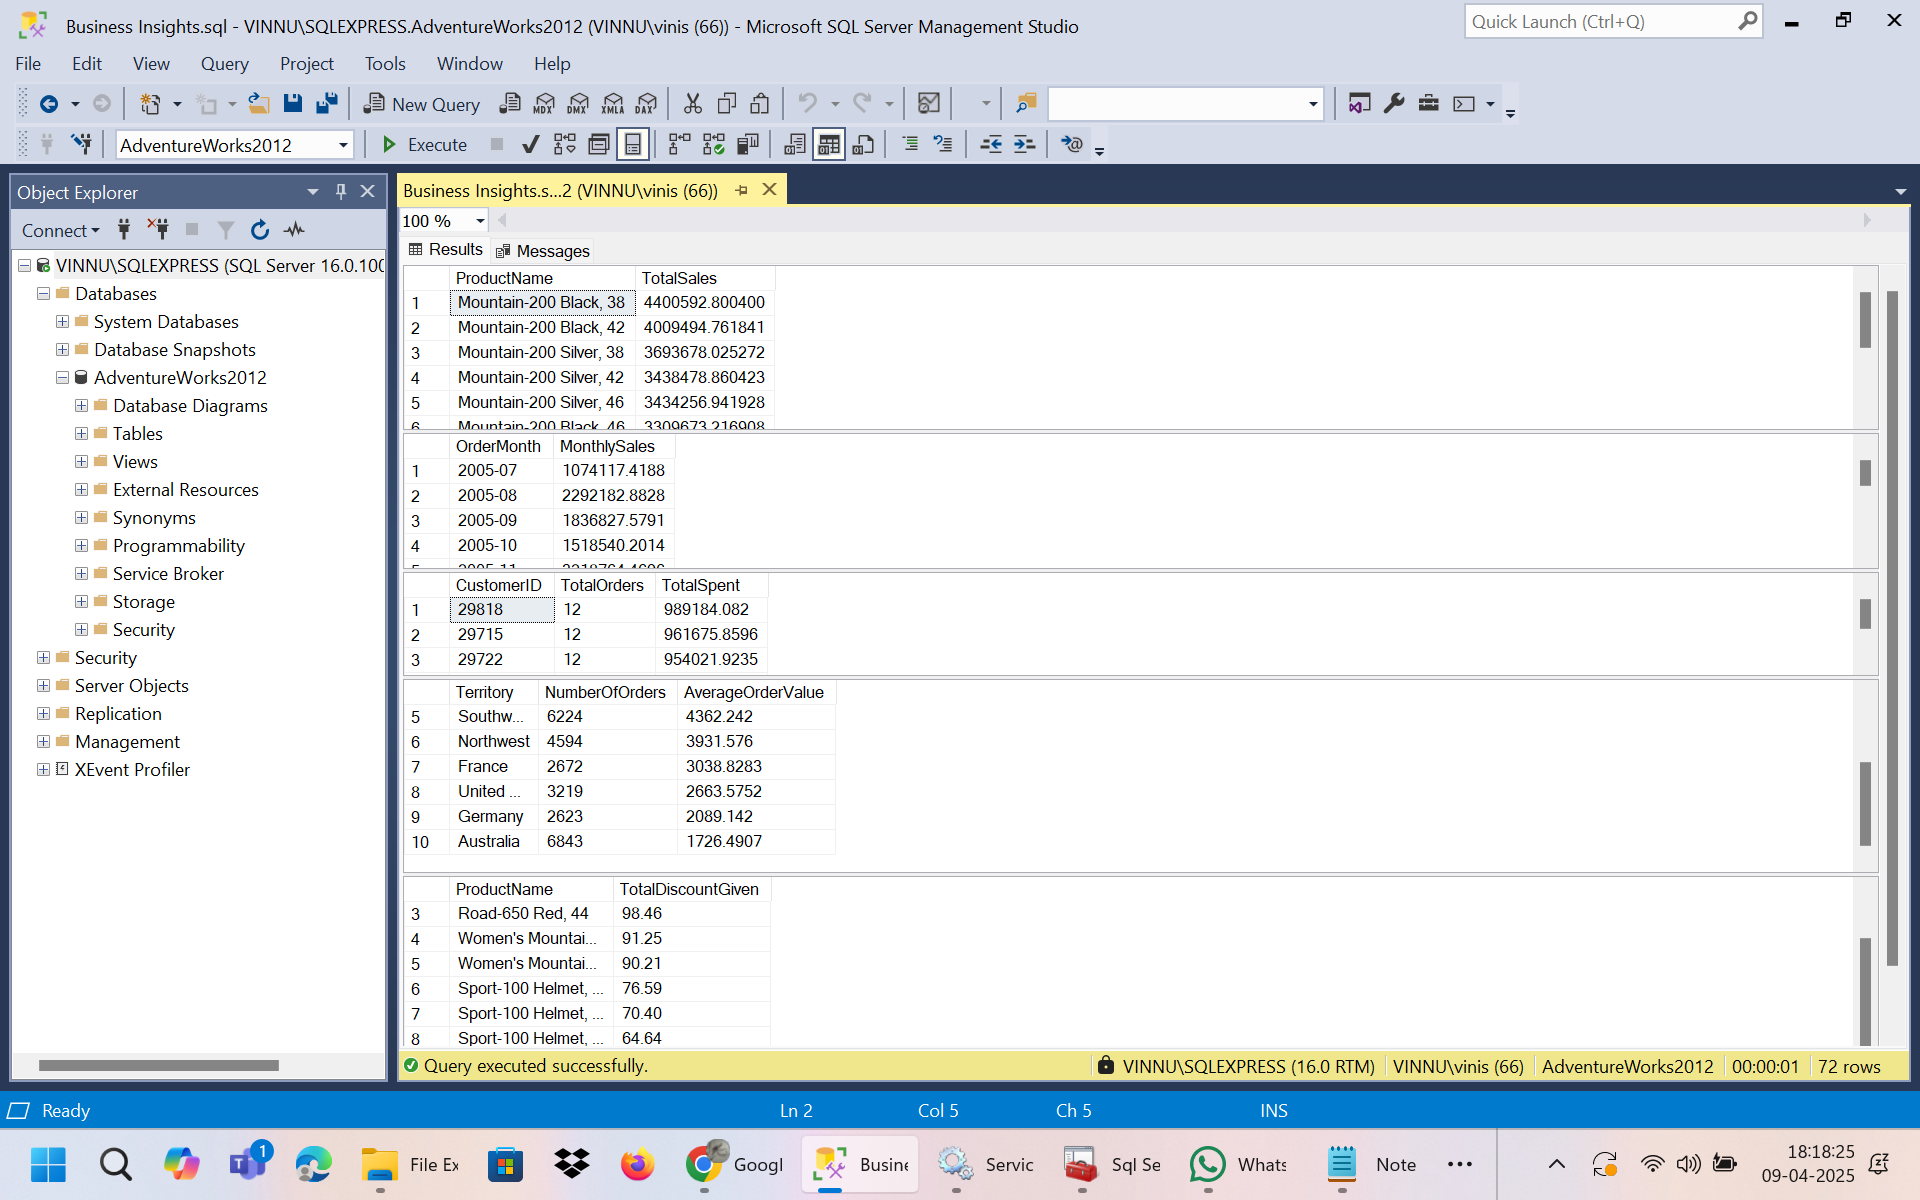 Business Insights.sql - VINNU\SQLEXPRESS.AdventureWorks2012 (VINNU\vinis (66)) - Microsoft SQL Server Management Studio
Quick Launch (Ctrl+Q)
File Edit View Query Project Tools Window Help
New Query MDX DMX XMLA DAX
AdventureWorks2012 Execute
Object Explorer
Connect
VINNU\SQLEXPRESS (SQL Server 16.0.100
Databases
System Databases
Database Snapshots
AdventureWorks2012
Database Diagrams
Tables
Views
External Resources
Synonyms
Programmability
Service Broker
Storage
Security
Security
Server Objects
Replication
Management
XEvent Profiler
Business Insights.s...2 (VINNU\vinis (66))
100 %
Results Messages
ProductName TotalSales
1 Mountain-200 Black, 38 4400592.800400
2 Mountain-200 Black, 42 4009494.761841
3 Mountain-200 Silver, 38 3693678.025272
4 Mountain-200 Silver, 42 3438478.860423
5 Mountain-200 Silver, 46 3434256.941928
6 Mountain-200 Black, 46 3309673.216908
OrderMonth MonthlySales
1 2005-07 1074117.4188
2 2005-08 2292182.8828
3 2005-09 1836827.5791
4 2005-10 1518540.2014
CustomerID TotalOrders TotalSpent
1 29818 12 989184.082
2 29715 12 961675.8596
3 29722 12 954021.9235
Territory NumberOfOrders AverageOrderValue
5 Southw... 6224 4362.242
6 Northwest 4594 3931.576
7 France 2672 3038.8283
8 United ... 3219 2663.5752
9 Germany 2623 2089.142
10 Australia 6843 1726.4907
ProductName TotalDiscountGiven
3 Road-650 Red, 44 98.46
4 Women's Mountai... 91.25
5 Women's Mountai... 90.21
6 Sport-100 Helmet, ... 76.59
7 Sport-100 Helmet, ... 70.40
8 Sport-100 Helmet, ... 64.64
Query executed successfully. VINNU\SQLEXPRESS (16.0 RTM) VINNU\vinis (66) AdventureWorks2012 00:00:01 72 rows
Ready Ln 2 Col 5 Ch 5 INS
1 File Ex Googl Busine Servic Sql Se Whats Note
18:18:25
09-04-2025